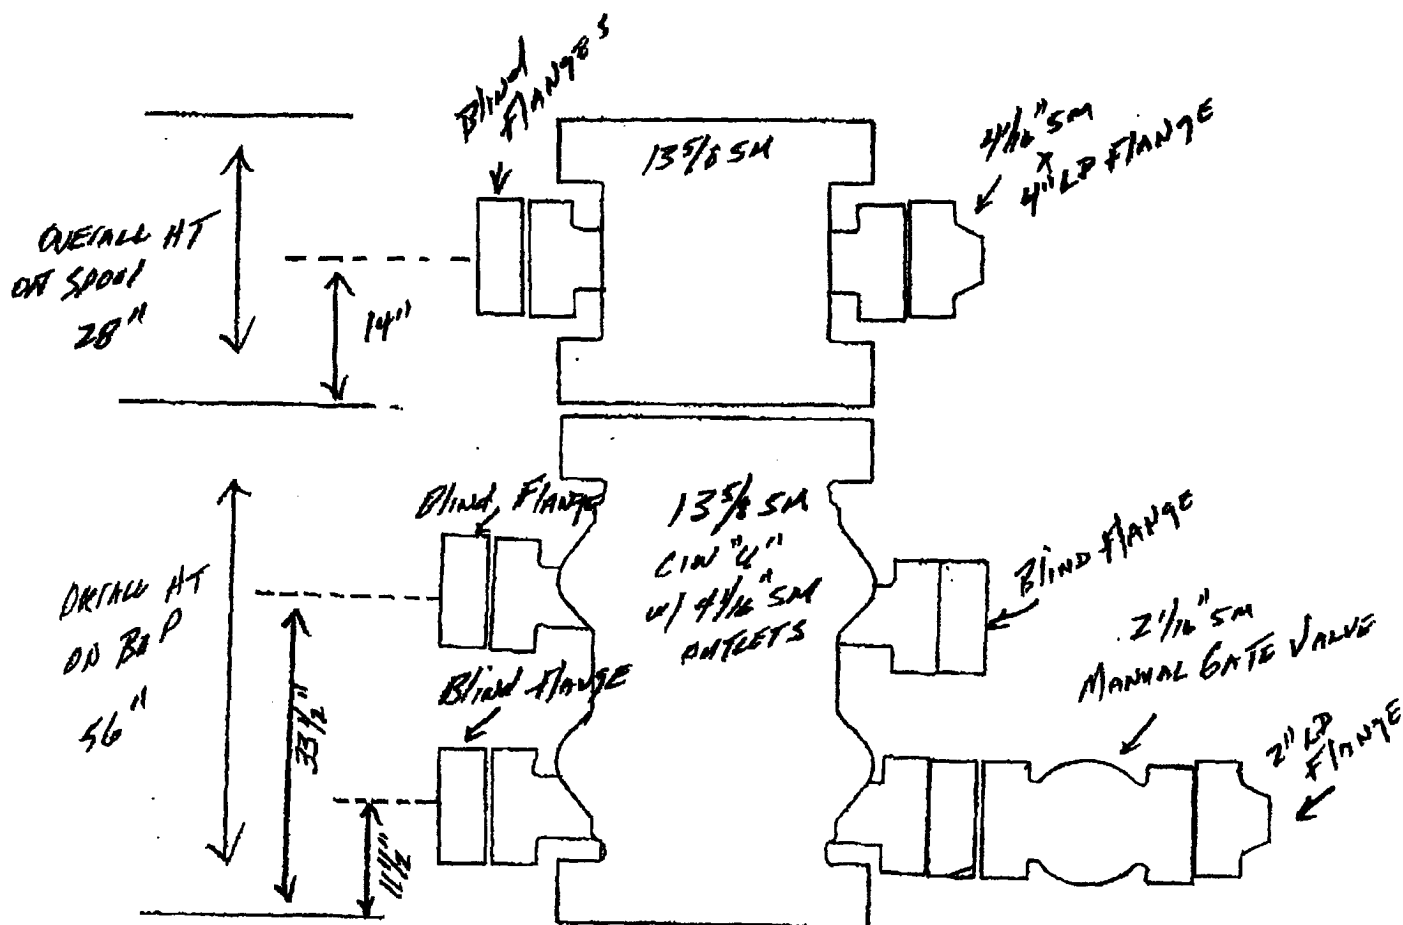 Blind
FLANGES
13 5/8 5M
4 1/16" 5M
X
4" LP FLANGE
OVERALL HT
ON SPOOL
28"
14"
Blind Flange
13 5/8 5M
CIW "U"
w/ 4 1/16" 5M
OUTLETS
Blind Flange
OVERALL HT
ON BOP
56"
33 1/2"
Blind Flange
2 1/16" 5M
MANUAL GATE VALVE
2" LP
Flange
11 1/2"